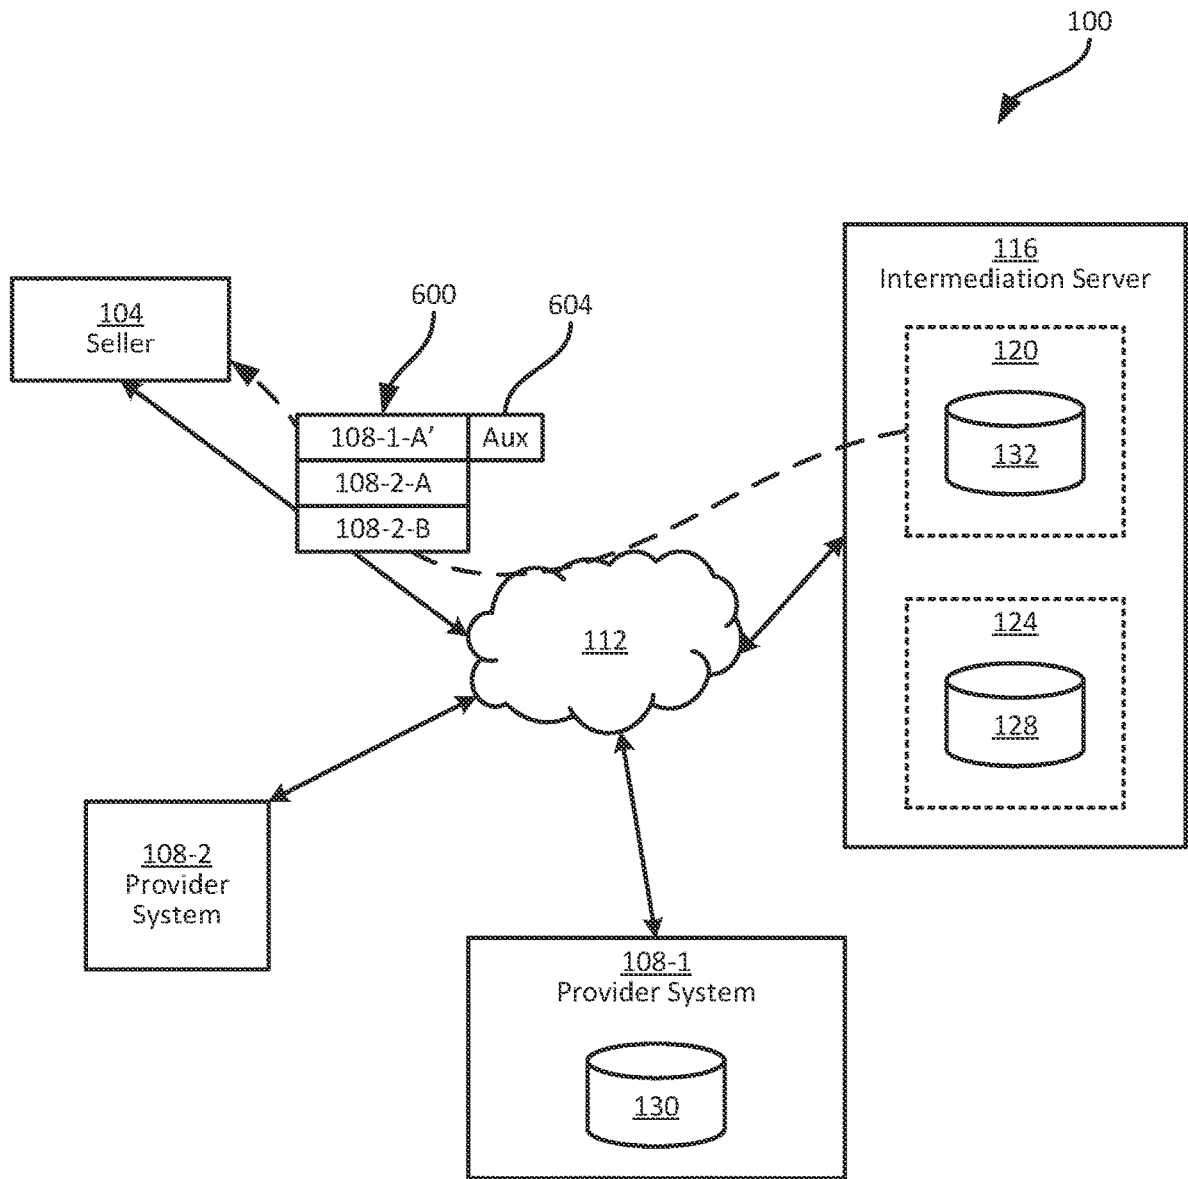 100
116
Intermediation Server
104
Seller
600
604
120
132
108-1-A'
Aux
108-2-A
108-2-B
112
124
128
108-2
Provider
System
108-1
Provider System
130